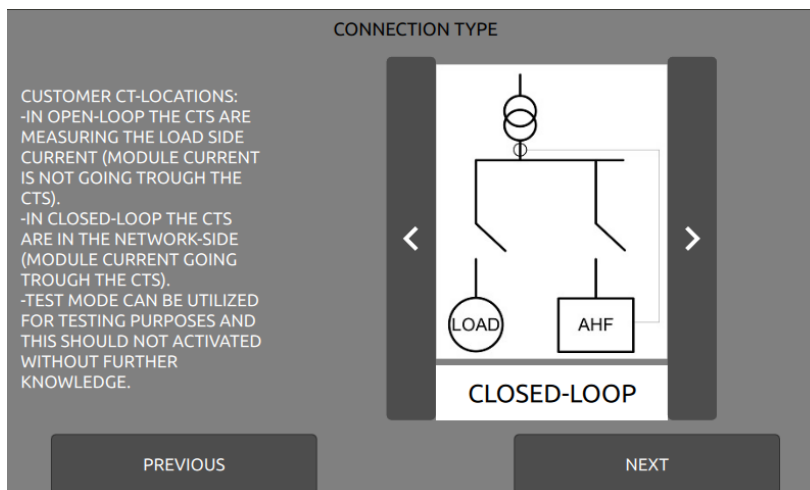 CONNECTION TYPE
CUSTOMER CT-LOCATIONS:
-IN OPEN-LOOP THE CTS ARE
MEASURING THE LOAD SIDE
CURRENT (MODULE CURRENT
IS NOT GOING TROUGH THE
CTS).
-IN CLOSED-LOOP THE CTS
ARE IN THE NETWORK-SIDE
(MODULE CURRENT GOING
TROUGH THE CTS).
-TEST MODE CAN BE UTILIZED
FOR TESTING PURPOSES AND
THIS SHOULD NOT ACTIVATED
WITHOUT FURTHER
KNOWLEDGE.
LOAD
AHF
CLOSED-LOOP
PREVIOUS
NEXT